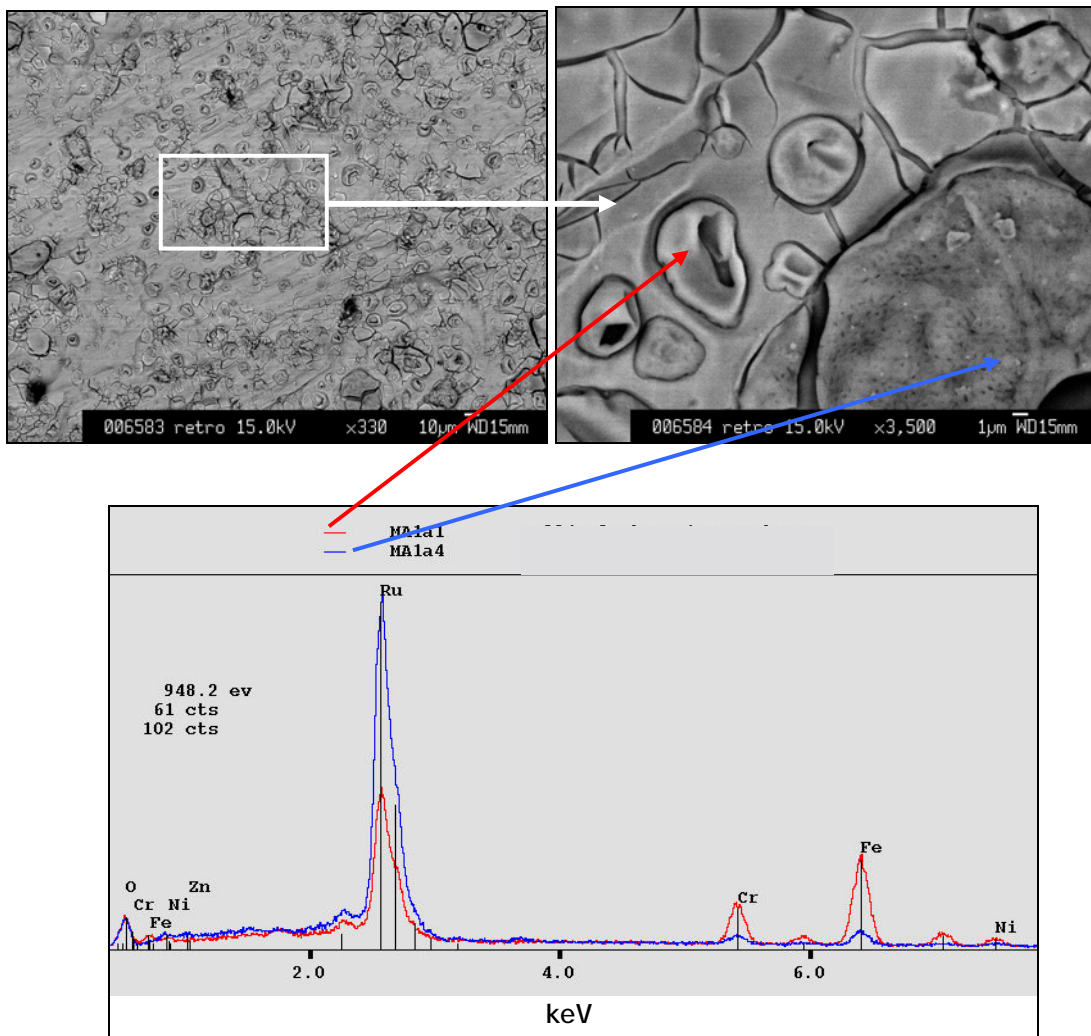 006583 retro 15.0kV x330 10µm WD15mm
006584 retro 15.0kV x3,500 1µm WD15mm
MA1a1
MA1a4
Ru
948.2 ev
61 cts
102 cts
O
Cr
Fe
Ni
Zn
Cr
Fe
Ni
2.0 4.0 6.0
keV